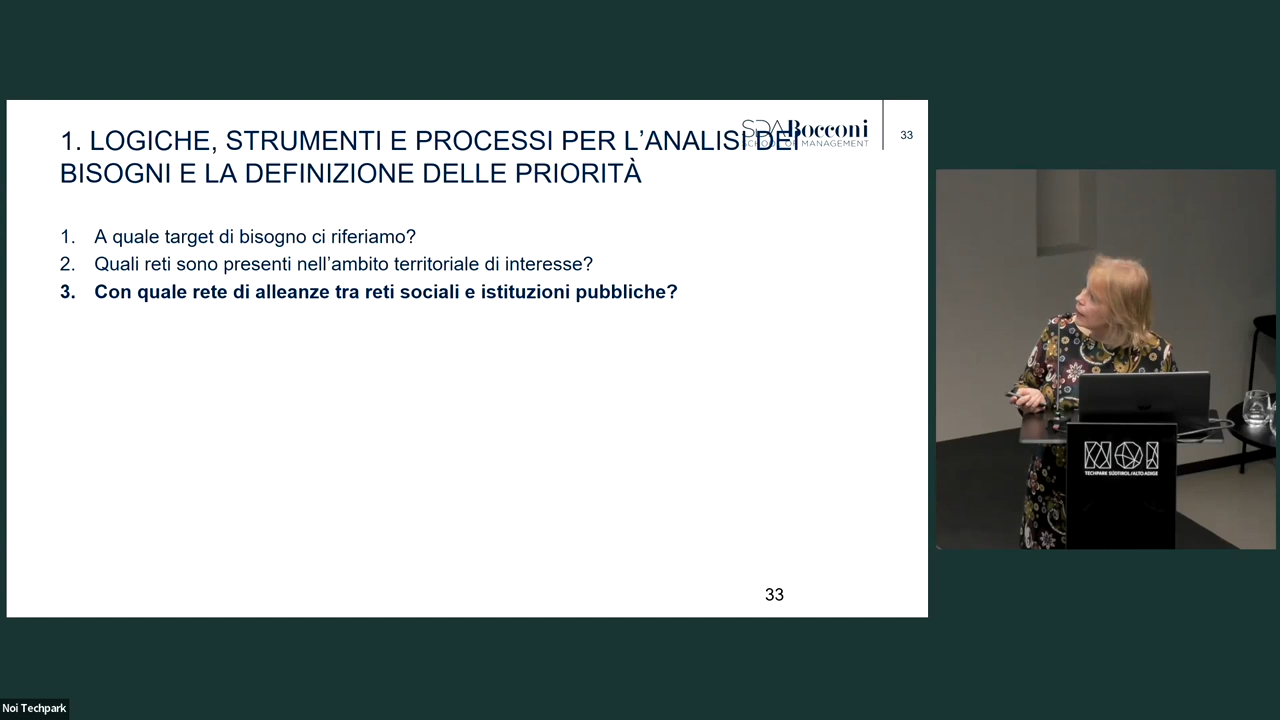 1. LOGICHE, STRUMENTI E PROCESSI PER L’ANALISI DEI
BISOGNI E LA DEFINIZIONE DELLE PRIORITÀ
SDA Bocconi
SCHOOL OF MANAGEMENT
33
1. A quale target di bisogno ci riferiamo?
2. Quali reti sono presenti nell’ambito territoriale di interesse?
3. Con quale rete di alleanze tra reti sociali e istituzioni pubbliche?
33
NOI
TECHPARK SÜDTIROL/ALTO ADIGE
Noi Techpark